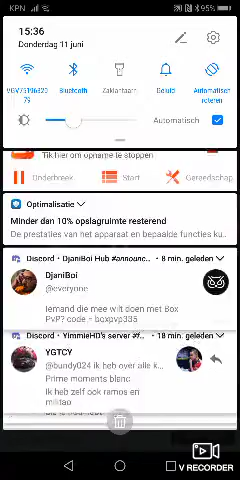 KPN 95%
15:36
Donderdag 11 juni
VGV75196320
79
Bluetooth
Zaklantaarn
Geluid
Automatisch
roteren
Automatisch
Tik hier om opname te stoppen
Onderbreek
Start
Gereedschap
Optimalisatie
Minder dan 10% opslagruimte resterend
De prestaties van het apparaat en bepaalde functies ku..
Discord • DjaniBoi Hub #announc... • 8 min. geleden
DjaniBoi
@everyone
Iemand die mee wilt doen met Box
PvP? code - boxpvp335
Discord • YimmieHD's server ## • 18 min. geleden
YGTCY
@bundy024 ik heb over alle k...
Prime moments blanc
Ik heb zelf ook ramos en
militao
V RECORDER